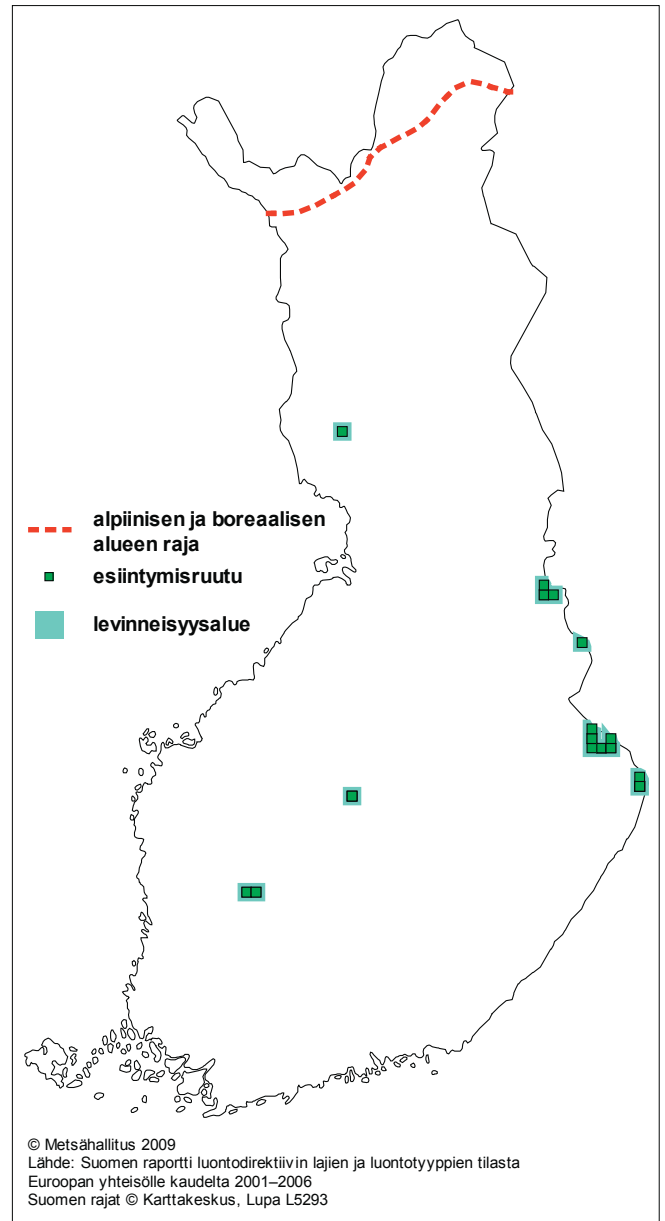 alpiinisen ja boreaalisen
alueen raja
esiintymisruutu
levinneisyysalue
© Metsähallitus 2009
Lähde: Suomen raportti luontodirektiivin lajien ja luontotyyppien tilasta
Euroopan yhteisölle kaudelta 2001–2006
Suomen rajat © Karttakeskus, Lupa L5293